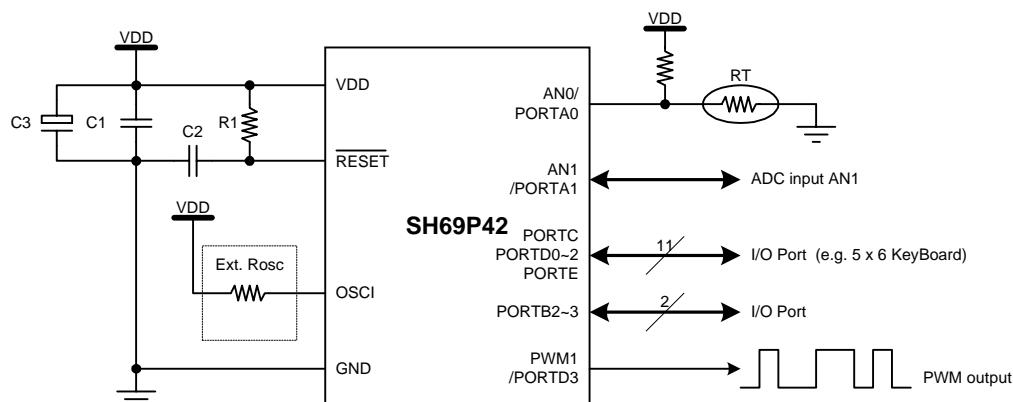 VDD
VDD
VDD
C3
C1
R1
C2
RESET
AN0/
PORTA0
RT
AN1
/PORTA1
ADC input AN1
SH69P42
VDD
PORTC
PORTD0~2
PORTE
11
I/O Port (e.g. 5 x 6 KeyBoard)
Ext. Rosc
OSCI
PORTB2~3
2
I/O Port
GND
PWM1
/PORTD3
PWM output